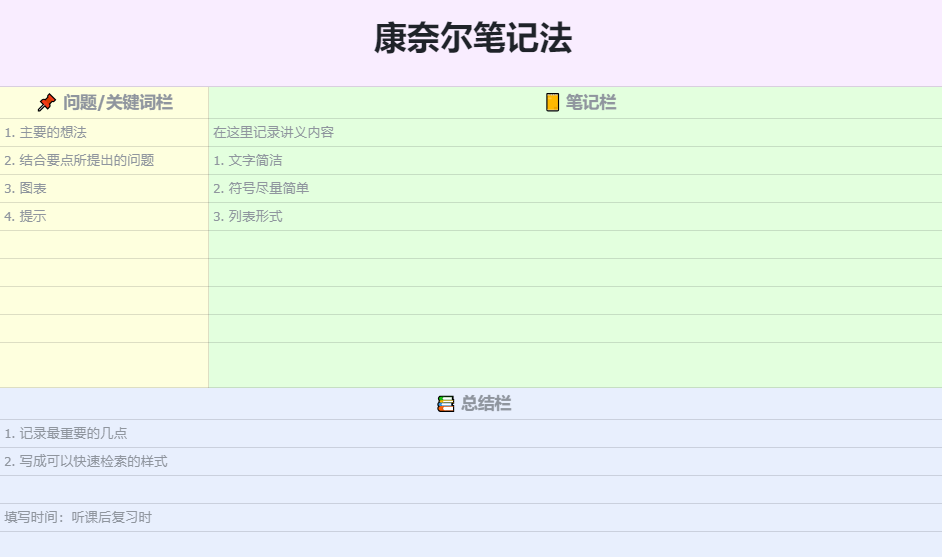 康奈尔笔记法
问题/关键词栏
1. 主要的想法
2. 结合要点所提出的问题
3. 图表
4. 提示
笔记栏
在这里记录讲义内容
1. 文字简洁
2. 符号尽量简单
3. 列表形式
总结栏
1. 记录最重要的几点
2. 写成可以快速检索的样式
填写时间：听课后复习时